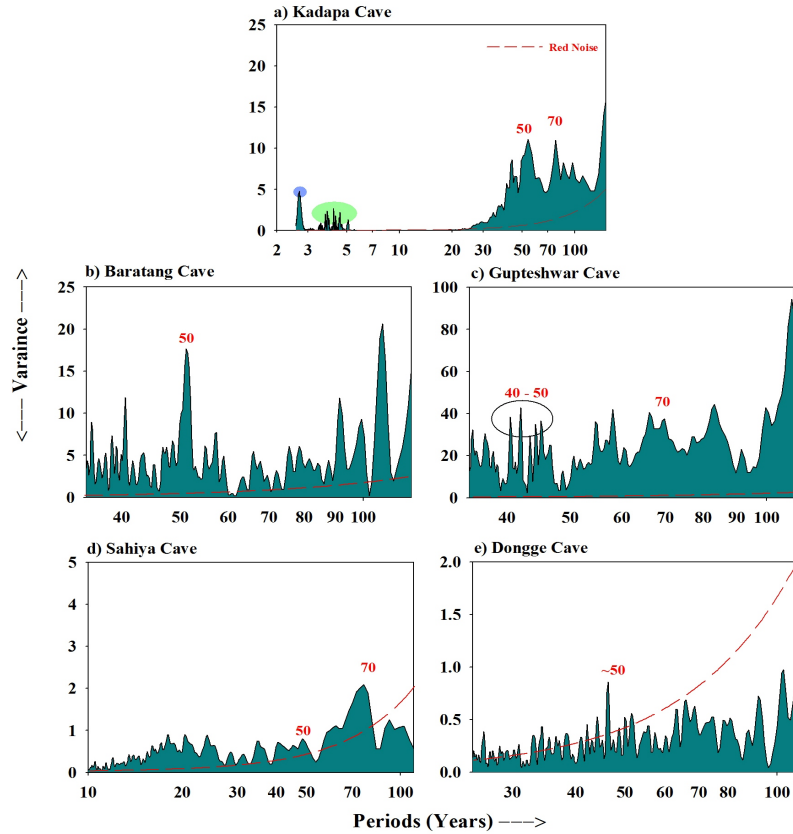 a) Kadapa Cave
25
20
15
10
5
0
Red Noise
50
70
2 3 5 7 10 20 30 50 70 100
b) Baratang Cave
25
20
15
10
5
0
50
40 50 60 70 80 90 100
c) Gupteshwar Cave
100
80
60
40
20
0
40 - 50
70
40 50 60 70 80 90 100
<--- Varaince --->
d) Sahiya Cave
5
4
3
2
1
0
50
70
10 20 30 40 50 70 100
e) Dongge Cave
2.0
1.5
1.0
0.5
0.0
~50
30 40 50 60 70 80 100
Periods (Years) --->